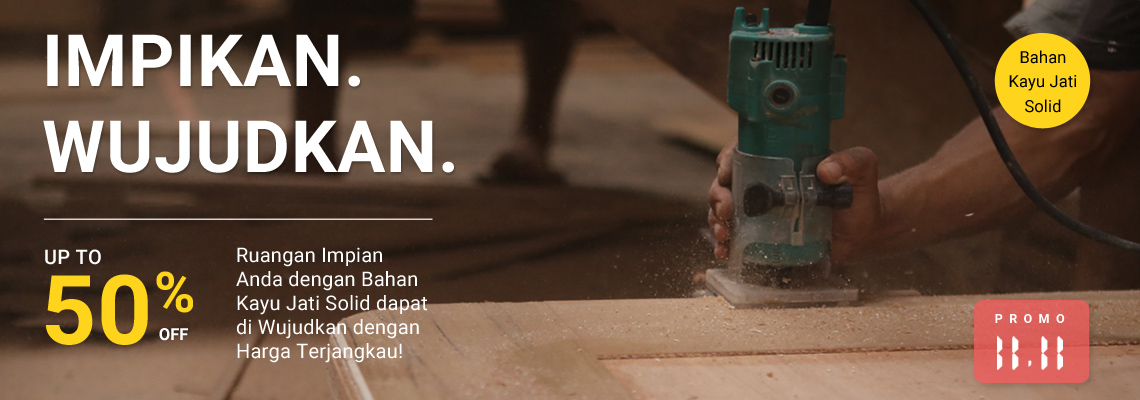 IMPIKAN.
WUJUDKAN.
UP TO
50%
OFF
Ruangan Impian
Anda dengan Bahan
Kayu Jati Solid dapat
di Wujudkan dengan
Harga Terjangkau!
Bahan
Kayu Jati
Solid
PROMO
11.11